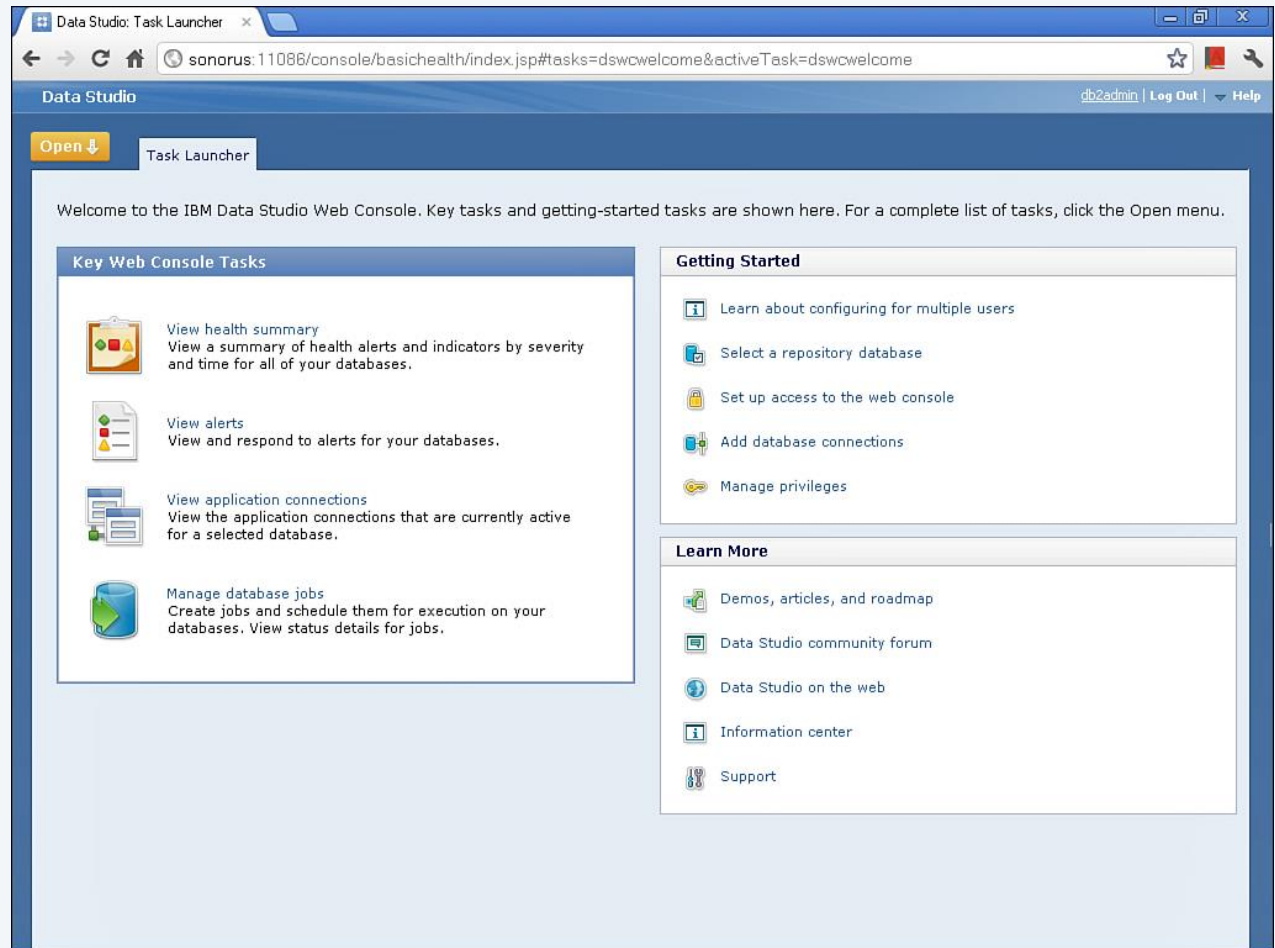 Data Studio: Task Launcher
sonorus:11086/console/basichealth/index.jsp#tasks=dswcwelcome&activeTask=dswcwelcome
Data Studio
db2admin | Log Out | Help
Open
Task Launcher
Welcome to the IBM Data Studio Web Console. Key tasks and getting-started tasks are shown here. For a complete list of tasks, click the Open menu.
Key Web Console Tasks
View health summary
View a summary of health alerts and indicators by severity
and time for all of your databases.
View alerts
View and respond to alerts for your databases.
View application connections
View the application connections that are currently active
for a selected database.
Manage database jobs
Create jobs and schedule them for execution on your
databases. View status details for jobs.
Getting Started
Learn about configuring for multiple users
Select a repository database
Set up access to the web console
Add database connections
Manage privileges
Learn More
Demos, articles, and roadmap
Data Studio community forum
Data Studio on the web
Information center
Support